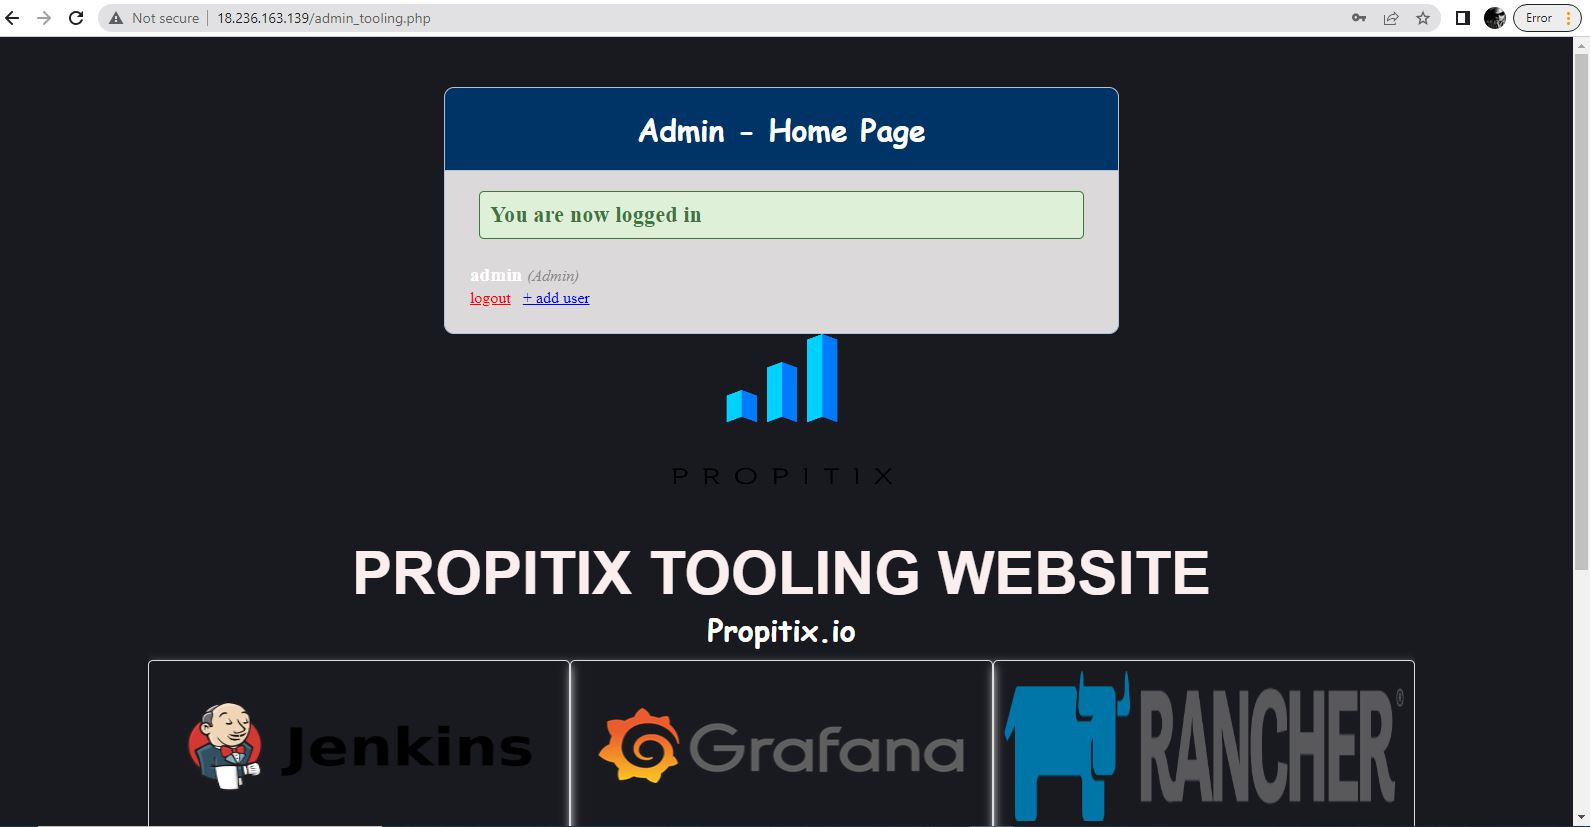 Not secure 18.236.163.139/admin_tooling.php Error
Admin - Home Page
You are now logged in
admin (Admin)
logout + add user
PROPITIX
PROPITIX TOOLING WEBSITE
Propitix.io
Jenkins Grafana RANCHER®